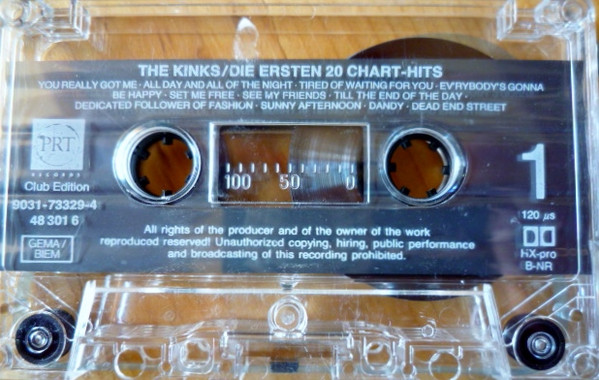 THE KINKS/DIE ERSTEN 20 CHART-HITS
YOU REALLY GOT ME · ALL DAY AND ALL OF THE NIGHT · TIRED OF WAITING FOR YOU · EV'RYBODY'S GONNA
BE HAPPY · SET ME FREE · SEE MY FRIENDS · TILL THE END OF THE DAY ·
DEDICATED FOLLOWER OF FASHION · SUNNY AFTERNOON · DANDY · DEAD END STREET
PRT
RECORDS
Club Edition
9031-73329-4
48 301 6
GEMA/
BIEM
100 50 0
1
120 µs
HX-pro
B-NR
All rights of the producer and of the owner of the work
reproduced reserved! Unauthorized copying, hiring, public performance
and broadcasting of this recording prohibited.